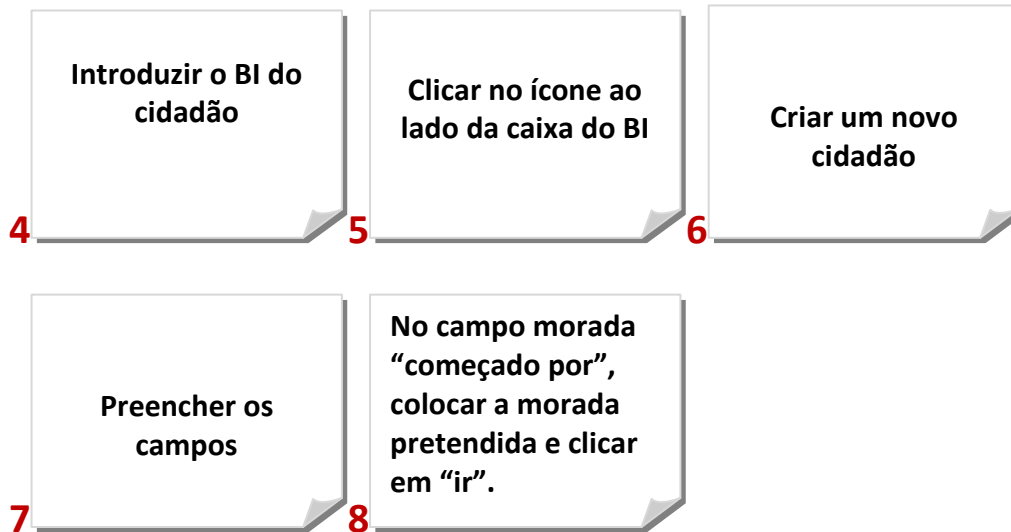 Introduzir o BI do
cidadão
4
Clicar no ícone ao
lado da caixa do BI
5
Criar um novo
cidadão
6
Preencher os
campos
7
No campo morada
“começado por”,
colocar a morada
pretendida e clicar
em “ir”.
8